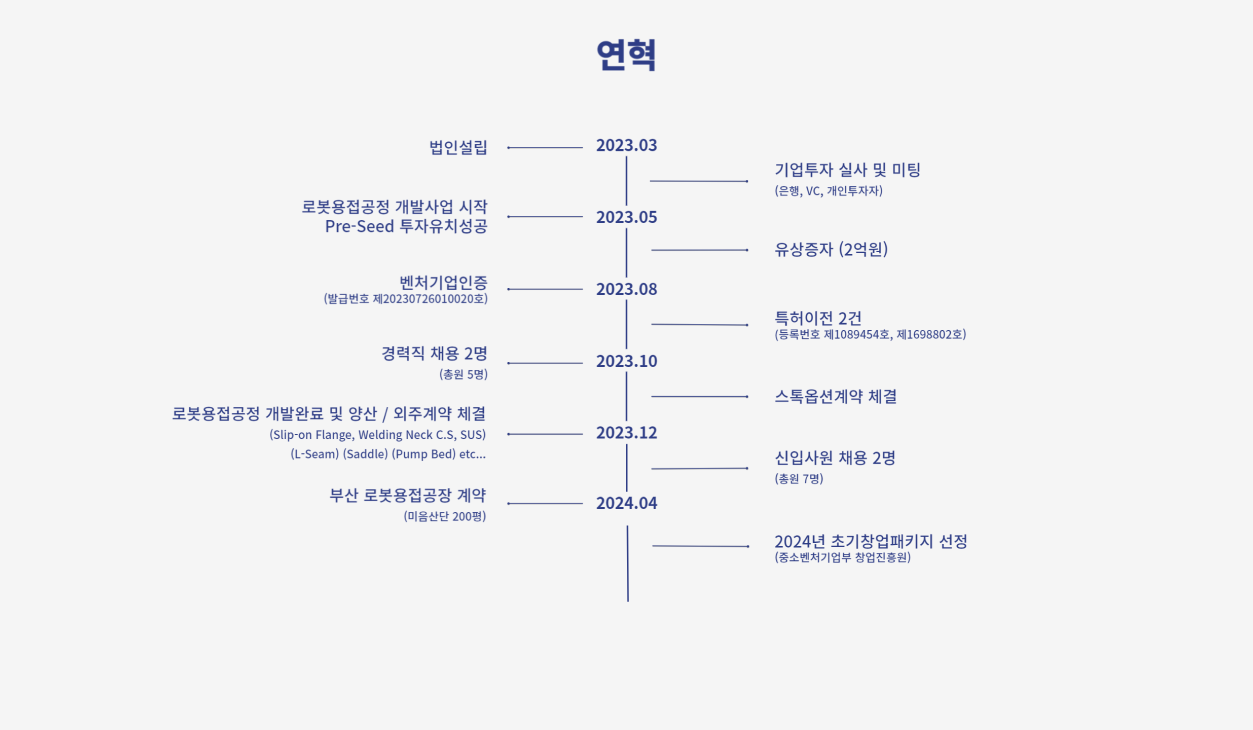 연혁
법인설립
2023.03
기업투자 실사 및 미팅
(은행, VC, 개인투자자)
로봇용접공정 개발사업 시작
Pre-Seed 투자유치성공
2023.05
유상증자 (2억원)
벤처기업인증
(발급번호 제20230726010020호)
2023.08
특허이전 2건
(등록번호 제1089454호, 제1698802호)
경력직 채용 2명
(총원 5명)
2023.10
스톡옵션계약 체결
로봇용접공정 개발완료 및 양산 / 외주계약 체결
(Slip-on Flange, Welding Neck C.S, SUS)
(L-Seam) (Saddle) (Pump Bed) etc...
2023.12
신입사원 채용 2명
(총원 7명)
부산 로봇용접공장 계약
(미음산단 200평)
2024.04
2024년 초기창업패키지 선정
(중소벤처기업부 창업진흥원)